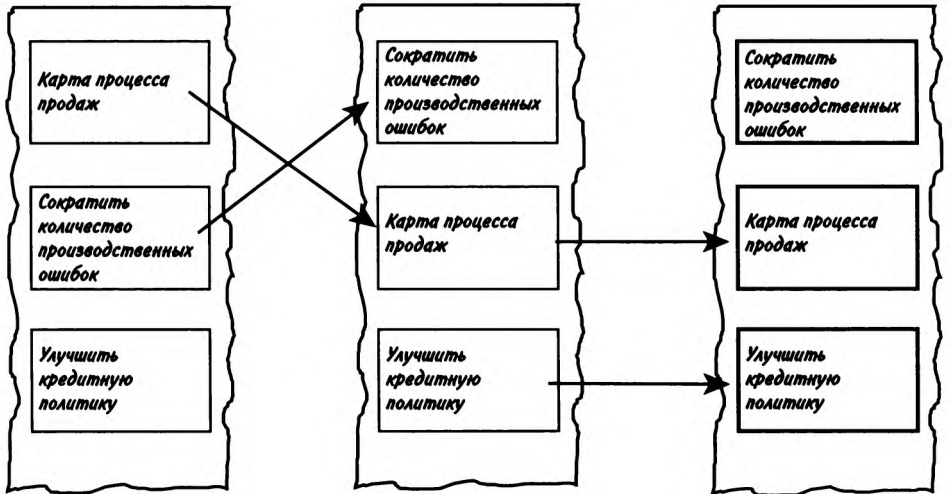 Карта процесса
продаж
Сократить
количество
производственных
ошибок
Улучшить
кредитную
политику
Сократить
количество
производственных
ошибок
Карта процесса
продаж
Улучшить
кредитную
политику
Сократить
количество
производственных
ошибок
Карта процесса
продаж
Улучшить
кредитную
политику